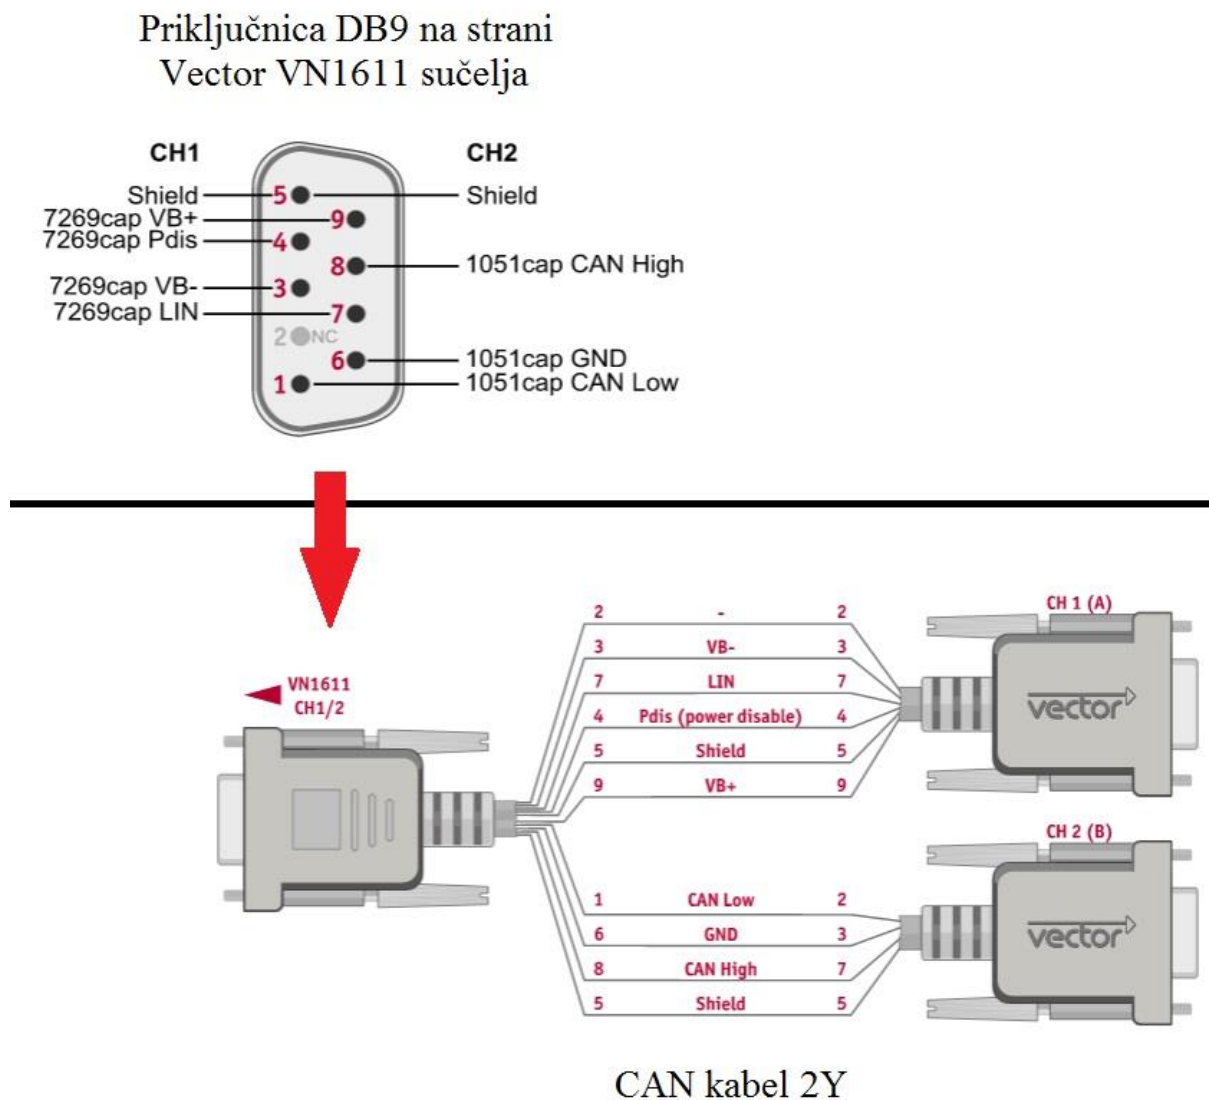 Priključnica DB9 na strani
Vector VN1611 sučelja
CH1 CH2
Shield 5 Shield
7269cap VB+ 9
7269cap Pdis 4
8 1051cap CAN High
7269cap VB- 3
7269cap LIN 7
2 NC
6 1051cap GND
1 1051cap CAN Low
VN1611
CH1/2
2 - 2
3 VB- 3
7 LIN 7
4 Pdis (power disable) 4
5 Shield 5
9 VB+ 9
CH 1 (A)
vector
1 CAN Low 2
6 GND 3
8 CAN High 7
5 Shield 5
CH 2 (B)
vector
CAN kabel 2Y